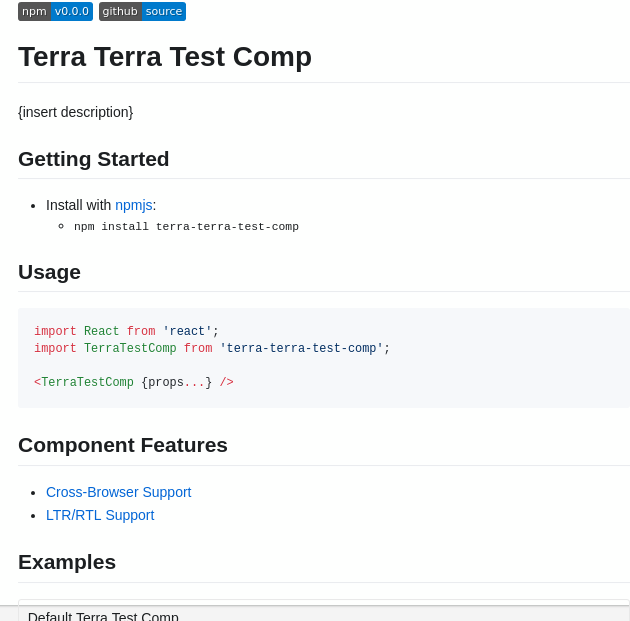 npm v0.0.0 github source
Terra Terra Test Comp
{insert description}
Getting Started
Install with npmjs:
npm install terra-terra-test-comp
Usage
import React from 'react';
import TerraTestComp from 'terra-terra-test-comp';
<TerraTestComp {props...} />
Component Features
Cross-Browser Support
LTR/RTL Support
Examples
Default Terra Test Comp